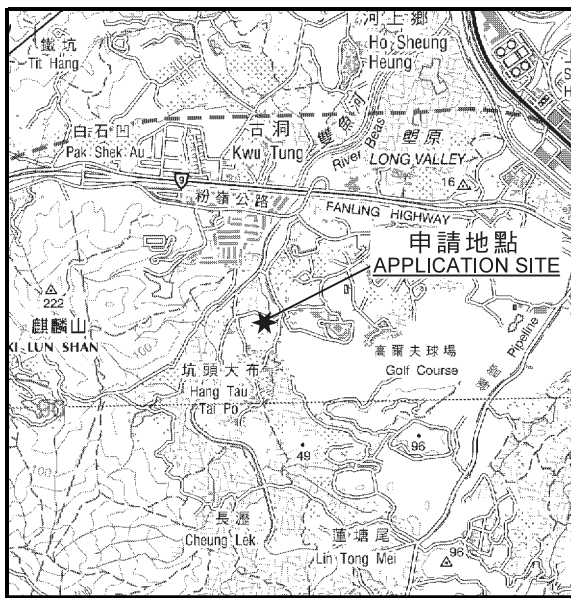 河上鄉
Ho Sheung
Heung
鐵坑
Tit Hang
白石凹
Pak Shek Au
古洞
Kwu Tung
雙魚河
River Beas
塱原
LONG VALLEY
16
9
粉嶺公路
FANLING HIGHWAY
申請地點
APPLICATION SITE
222
麒麟山
KI LUN SHAN
100
坑頭大布
Hang Tau
Tai Po
高爾夫球場
Golf Course
Pipeline
49
96
100
長瀝
Cheung Lek
蓮塘尾
Lin Tong Mei
96